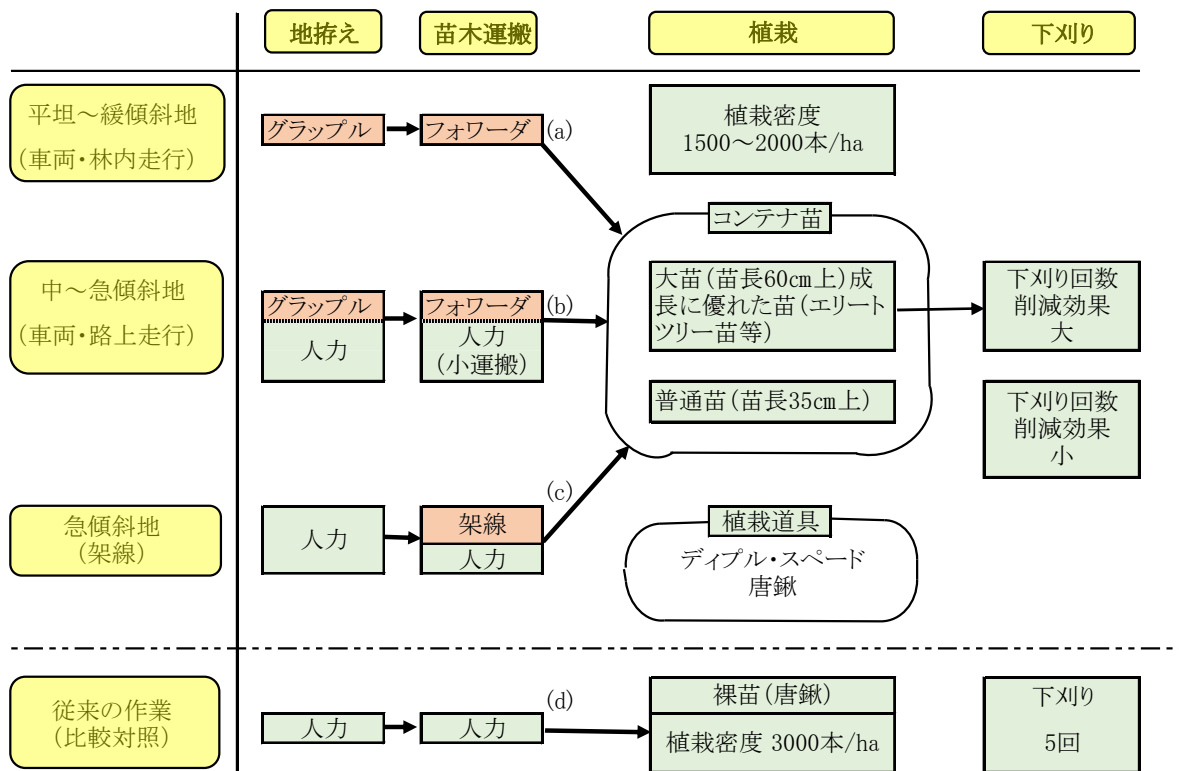 地拵え
苗木運搬
植栽
下刈り
平坦～緩傾斜地
(車両・林内走行)
グラップル
フォワーダ
(a)
植栽密度
1500～2000本/ha
コンテナ苗
中～急傾斜地
(車両・路上走行)
グラップル
人力
フォワーダ
人力
(小運搬)
(b)
大苗(苗長60cm上)成
長に優れた苗(エリート
ツリー苗等)
下刈り回数
削減効果
大
普通苗(苗長35cm上)
下刈り回数
削減効果
小
急傾斜地
(架線)
人力
架線
人力
(c)
植栽道具
ディプル・スペード
唐鍬
従来の作業
(比較対照)
人力
人力
(d)
裸苗(唐鍬)
植栽密度 3000本/ha
下刈り
5回